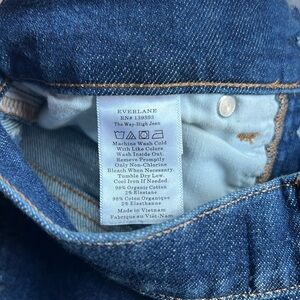 EVERLANE
RN# 139893
The Way-High Jean
Machine Wash Cold
With Like Colors
Wash Inside Out.
Remove Promptly
Only Non-Chlorine
Bleach When Necessary.
Tumble Dry Low.
Cool Iron If Needed.
98% Organic Cotton
2% Elastane
98% Coton Organique
2% Elasthanne
Made in Vietnam
Fabriqué au Viêt-Nam